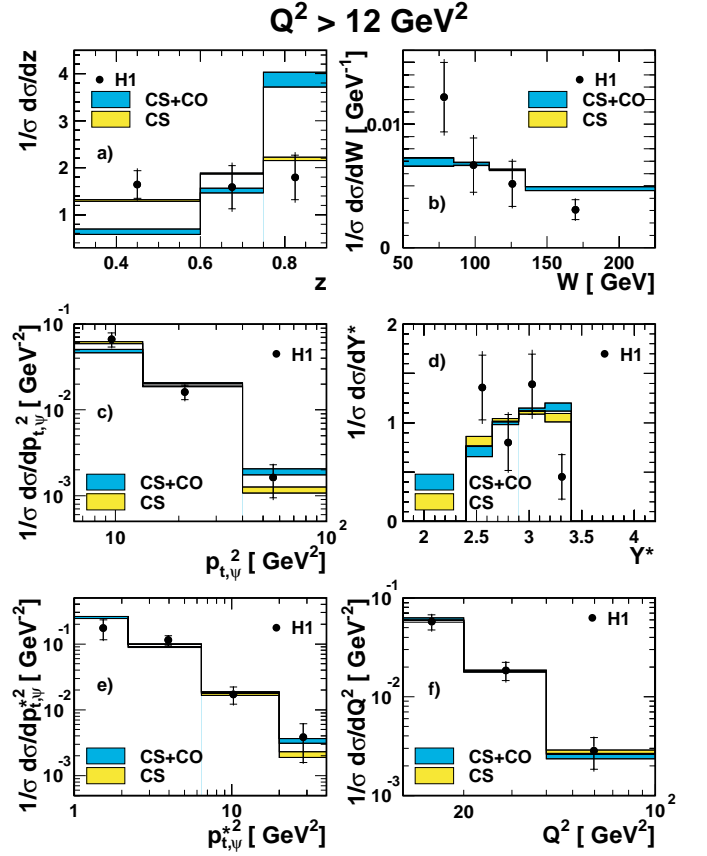 Q² > 12 GeV²
1/σ dσ/dz
4
3
2
1
H1
CS+CO
CS
a)
0.4
0.6
0.8
z
1/σ dσ/dW [ GeV⁻¹]
0.01
0
H1
CS+CO
CS
b)
50
100
150
200
W [ GeV]
1/σ dσ/dp²t,ψ [ GeV⁻²]
10⁻¹
10⁻²
10⁻³
H1
c)
CS+CO
CS
10
10²
p²t,ψ [ GeV²]
1/σ dσ/dY*
2
1
0
d)
H1
CS+CO
CS
2
2.5
3
3.5
4
Y*
1/σ dσ/dp*²t,ψ [ GeV⁻²]
10⁻¹
10⁻²
10⁻³
H1
e)
CS+CO
CS
1
10
p*²t,ψ [ GeV²]
1/σ dσ/dQ² [ GeV⁻²]
10⁻¹
10⁻²
10⁻³
H1
f)
CS+CO
CS
20
10²
Q² [ GeV²]